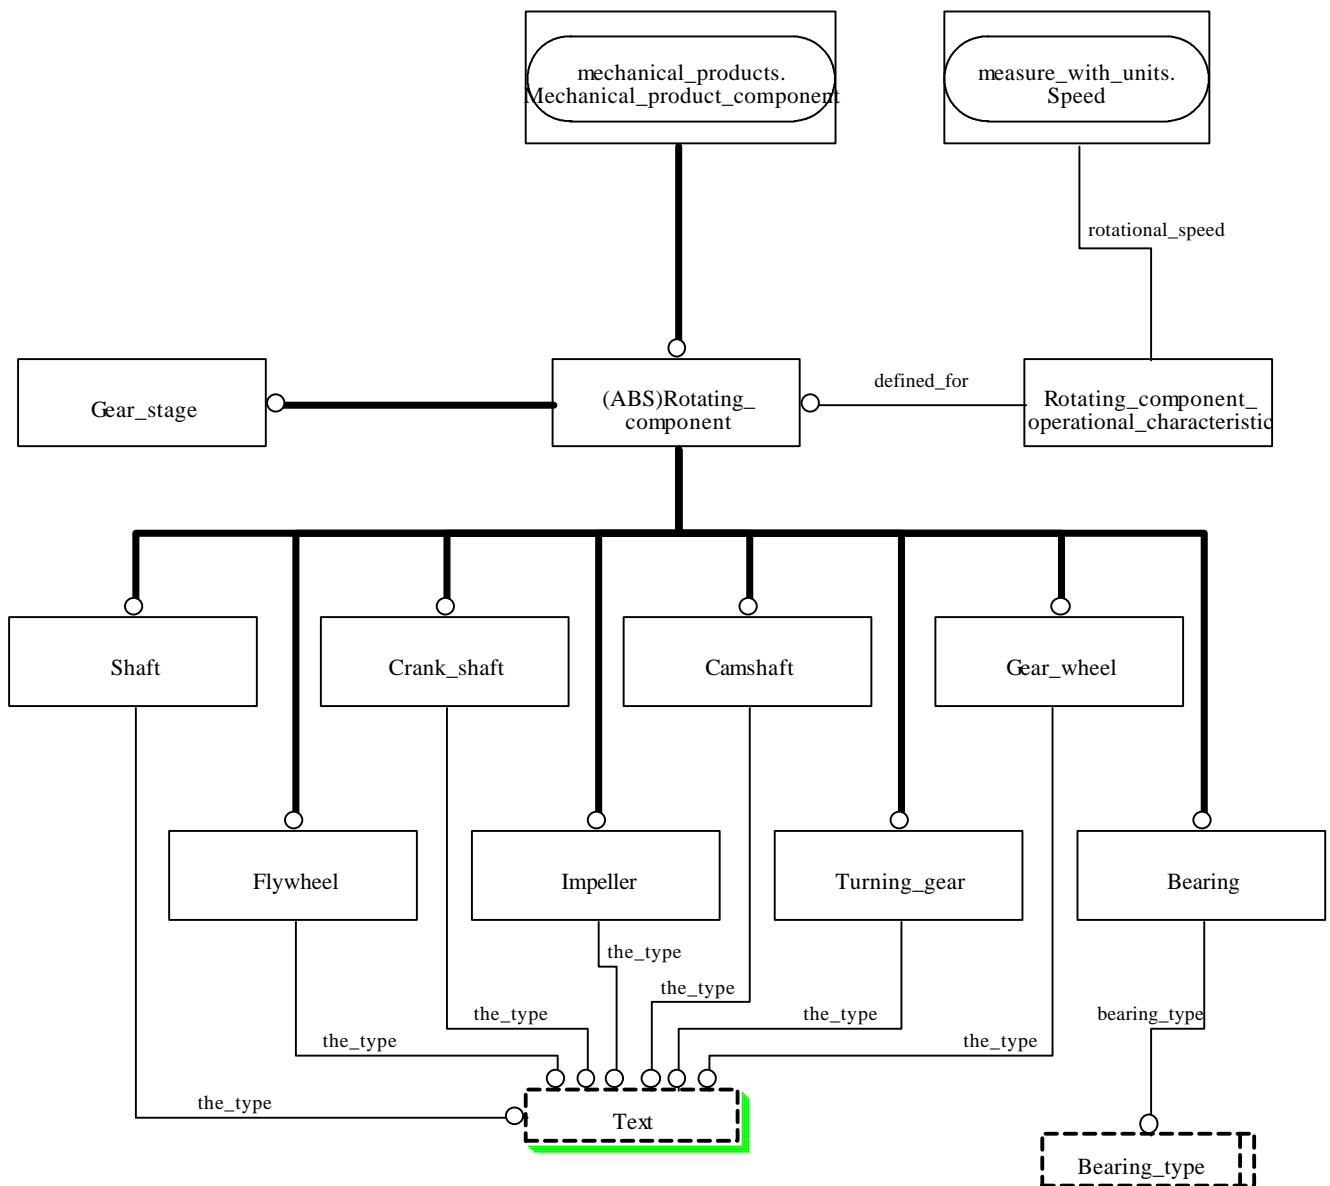 mechanical_products.
Mechanical_product_component
measure_with_units.
Speed
rotational_speed
Gear_stage
(ABS)Rotating_
component
defined_for
Rotating_component_
operational_characteristic
Shaft
Crank_shaft
Camshaft
Gear_wheel
Flywheel
Impeller
Turning_gear
Bearing
the_type
the_type
the_type
the_type
bearing_type
the_type
the_type
the_type
Text
Bearing_type